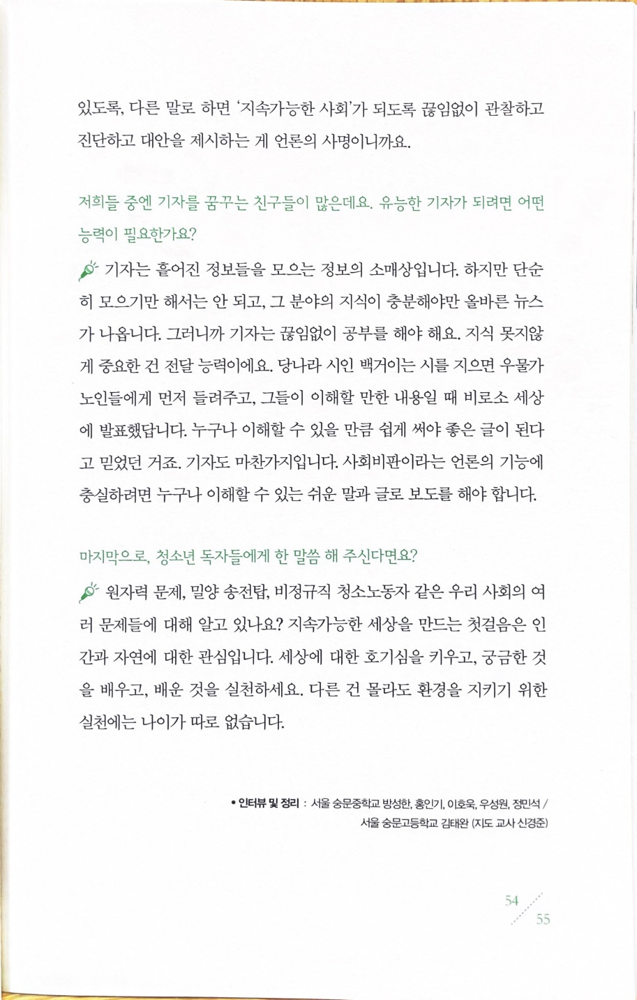 있도록, 다른 말로 하면 ‘지속가능한 사회’가 되도록 끊임없이 관찰하고
진단하고 대안을 제시하는 게 언론의 사명이니까요.
저희들 중엔 기자를 꿈꾸는 친구들이 많은데요. 유능한 기자가 되려면 어떤
능력이 필요한가요?
기자는 흩어진 정보들을 모으는 정보의 소매상입니다. 하지만 단순
히 모으기만 해서는 안 되고, 그 분야의 지식이 충분해야만 올바른 뉴스
가 나옵니다. 그러니까 기자는 끊임없이 공부를 해야 해요. 지식 못지않
게 중요한 건 전달 능력이에요. 당나라 시인 백거이는 시를 지으면 우물가
노인들에게 먼저 들려주고, 그들이 이해할 만한 내용일 때 비로소 세상
에 발표했답니다. 누구나 이해할 수 있을 만큼 쉽게 써야 좋은 글이 된다
고 믿었던 거죠. 기자도 마찬가지입니다. 사회비판이라는 언론의 기능에
충실하려면 누구나 이해할 수 있는 쉬운 말과 글로 보도를 해야 합니다.
마지막으로, 청소년 독자들에게 한 말씀 해 주신다면요?
원자력 문제, 밀양 송전탑, 비정규직 청소노동자 같은 우리 사회의 여
러 문제들에 대해 알고 있나요? 지속가능한 세상을 만드는 첫걸음은 인
간과 자연에 대한 관심입니다. 세상에 대한 호기심을 키우고, 궁금한 것
을 배우고, 배운 것을 실천하세요. 다른 건 몰라도 환경을 지키기 위한
실천에는 나이가 따로 없습니다.
• 인터뷰 및 정리 : 서울 숭문중학교 방성한, 홍인기, 이호욱, 우성원, 정민석 /
서울 숭문고등학교 김태완 (지도 교사 신경준)
54
55